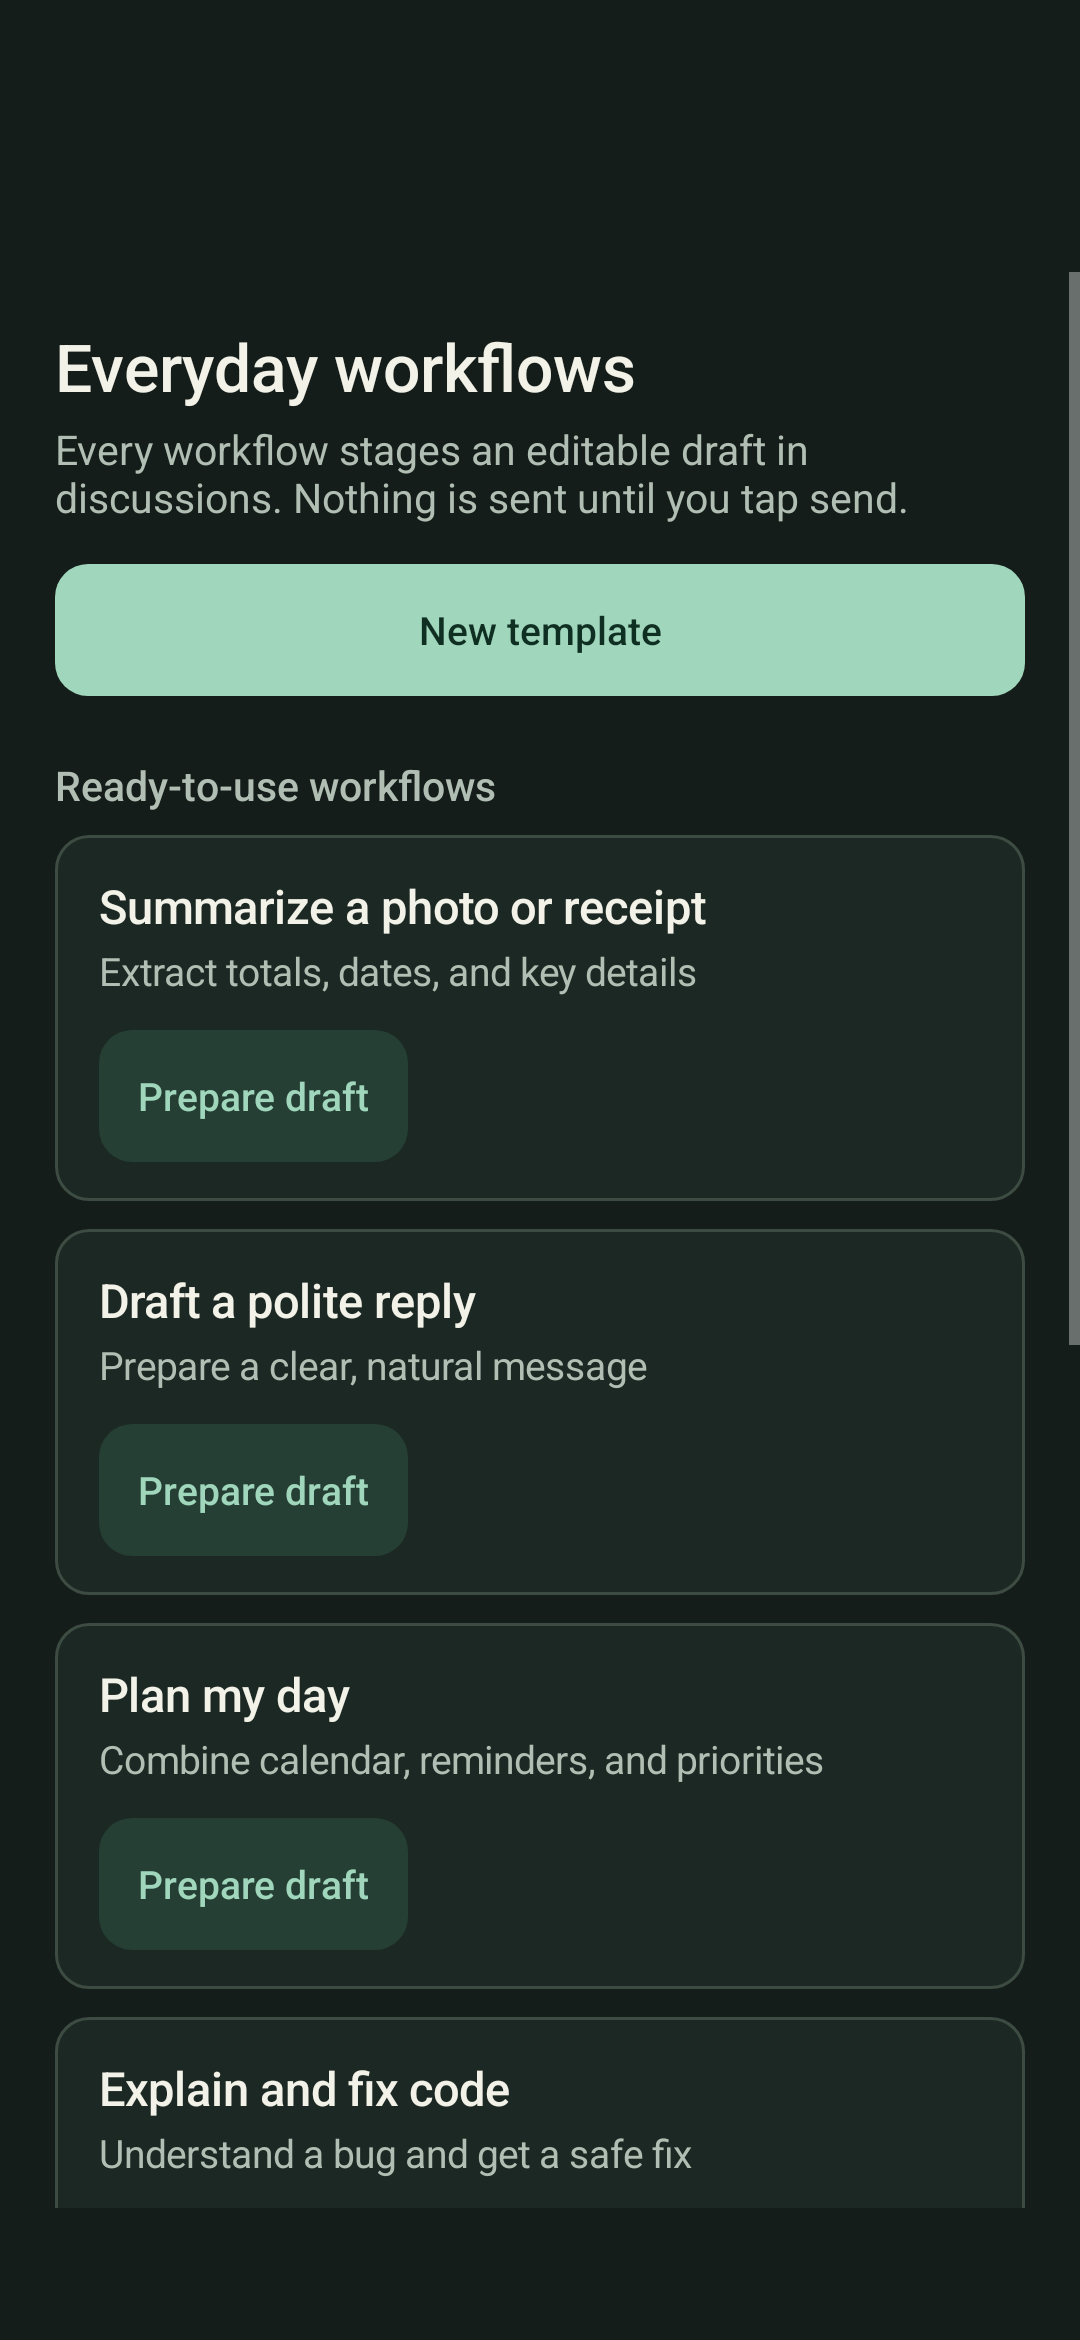 Everyday workflows
Every workflow stages an editable draft in
discussions. Nothing is sent until you tap send.
New template
Ready-to-use workflows
Summarize a photo or receipt
Extract totals, dates, and key details
Prepare draft
Draft a polite reply
Prepare a clear, natural message
Prepare draft
Plan my day
Combine calendar, reminders, and priorities
Prepare draft
Explain and fix code
Understand a bug and get a safe fix